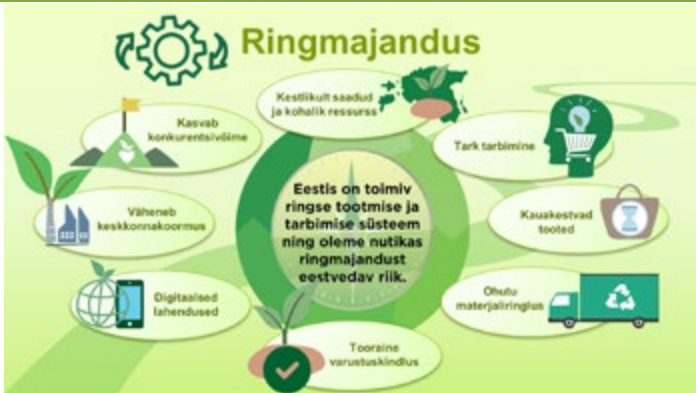 Ringmajandus
Kestlikult saadud
ja kohalik ressurss
Tark tarbimine
Kauakestvad
tooted
Ohutu
materjaliringlus
Tooraine
varustuskindlus
Digitaalsed
lahendused
Väheneb
keskkonnakoormus
Kasvab
konkurentsivõime
Eestis on toimiv
ringse tootmise ja
tarbimise süsteem
ning oleme nutikas
ringmajandust
eestvedav riik.